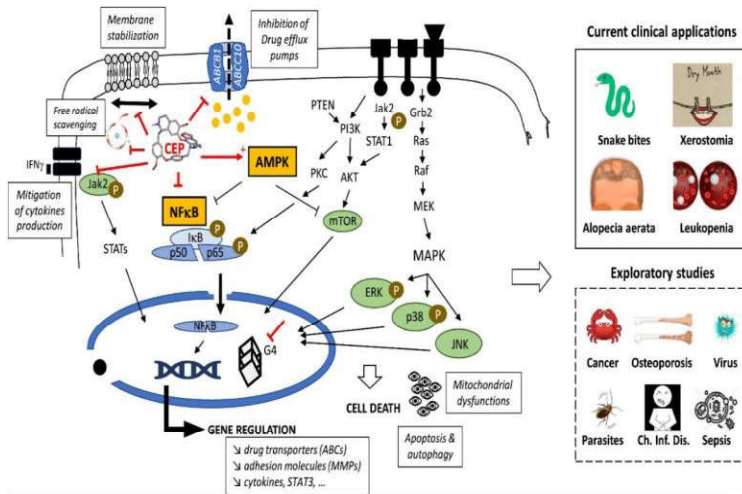 Membrane
stabilization
ABCB1
ABCC10
Inhibition of
Drug efflux
pumps
Free radical
scavenging
CEP
+
AMPK
PTEN
PI3K
Jak2
P
Grb2
STAT1
Ras
IFNγ
Jak2
P
PKC
AKT
Raf
Mitigation
of cytokines
production
NFκB
MEK
IκB
P
p50
p65
P
mTOR
STATs
MAPK
ERK
P
p38
P
JNK
NFκB
G4
CELL DEATH
Mitochondrial
dysfunctions
Apoptosis &
autophagy
GENE REGULATION
↘ drug transporters (ABCs)
↘ adhesion molecules (MMPs)
↘ cytokines, STAT3, ...
Current clinical applications
Dry Mouth
Snake bites
Xerostomia
Alopecia aerata
Leukopenia
Exploratory studies
Cancer
Osteoporosis
Virus
Parasites
Ch. Inf. Dis.
Sepsis